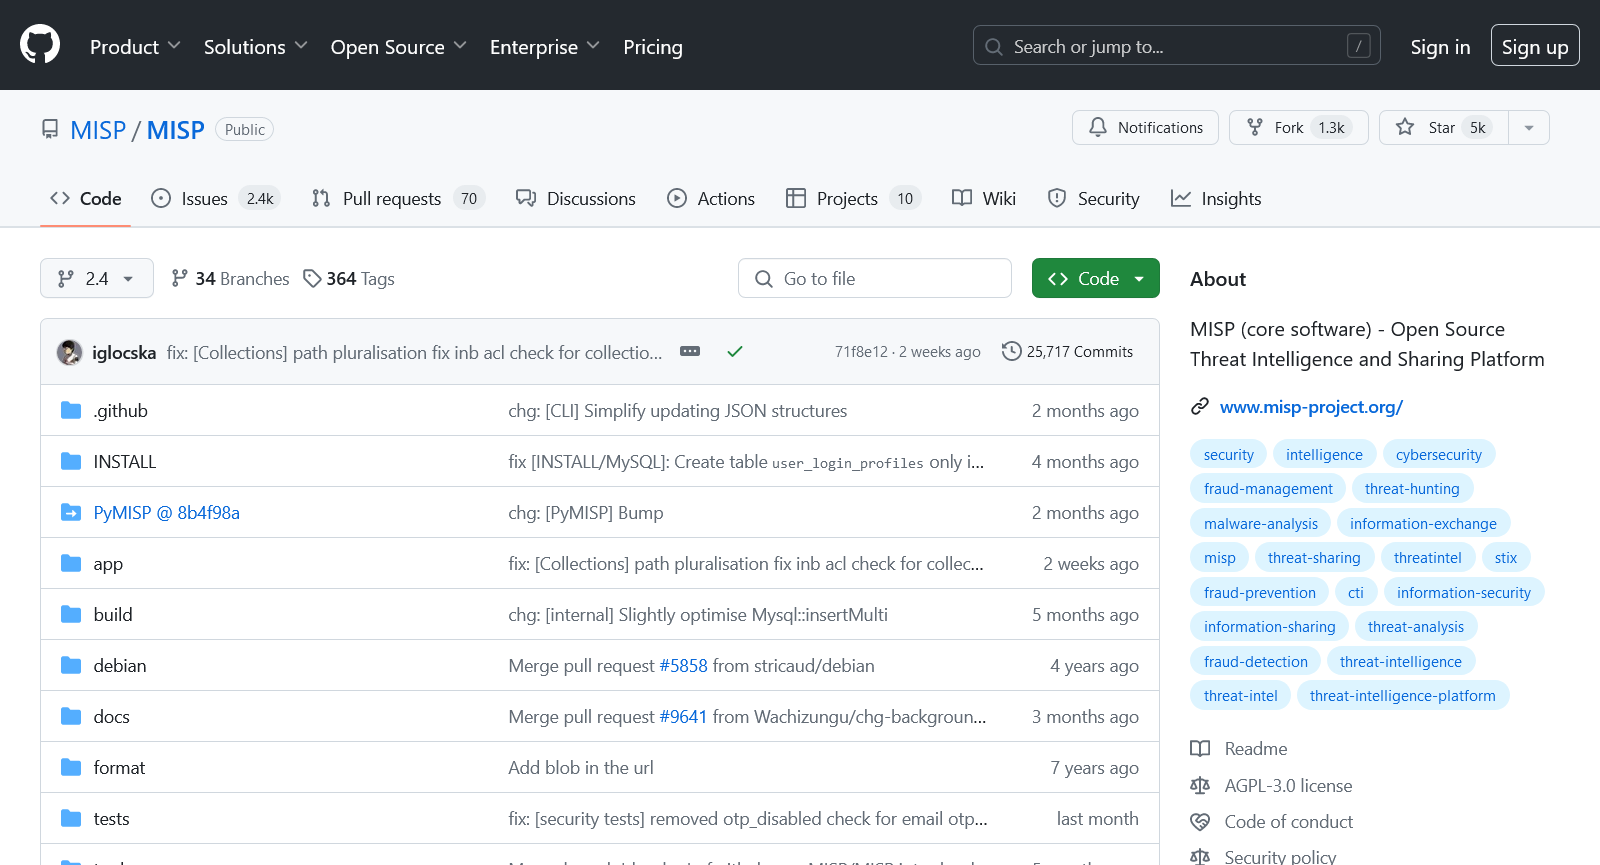 Product Solutions Open Source Enterprise Pricing Search or jump to... / Sign in Sign up
MISP / MISP Public Notifications Fork 1.3k Star 5k
Code Issues 2.4k Pull requests 70 Discussions Actions Projects 10 Wiki Security Insights
2.4 34 Branches 364 Tags Go to file Code
iglocska fix: [Collections] path pluralisation fix inb acl check for collectio... 71f8e12 · 2 weeks ago 25,717 Commits
.github chg: [CLI] Simplify updating JSON structures 2 months ago
INSTALL fix [INSTALL/MySQL]: Create table user_login_profiles only i... 4 months ago
PyMISP @ 8b4f98a chg: [PyMISP] Bump 2 months ago
app fix: [Collections] path pluralisation fix inb acl check for collec... 2 weeks ago
build chg: [internal] Slightly optimise Mysql::insertMulti 5 months ago
debian Merge pull request #5858 from stricaud/debian 4 years ago
docs Merge pull request #9641 from Wachizungu/chg-backgroun... 3 months ago
format Add blob in the url 7 years ago
tests fix: [security tests] removed otp_disabled check for email otp... last month
About
MISP (core software) - Open Source
Threat Intelligence and Sharing Platform
www.misp-project.org/
security intelligence cybersecurity
fraud-management threat-hunting
malware-analysis information-exchange
misp threat-sharing threatintel stix
fraud-prevention cti information-security
information-sharing threat-analysis
fraud-detection threat-intelligence
threat-intel threat-intelligence-platform
Readme
AGPL-3.0 license
Code of conduct
Security policy